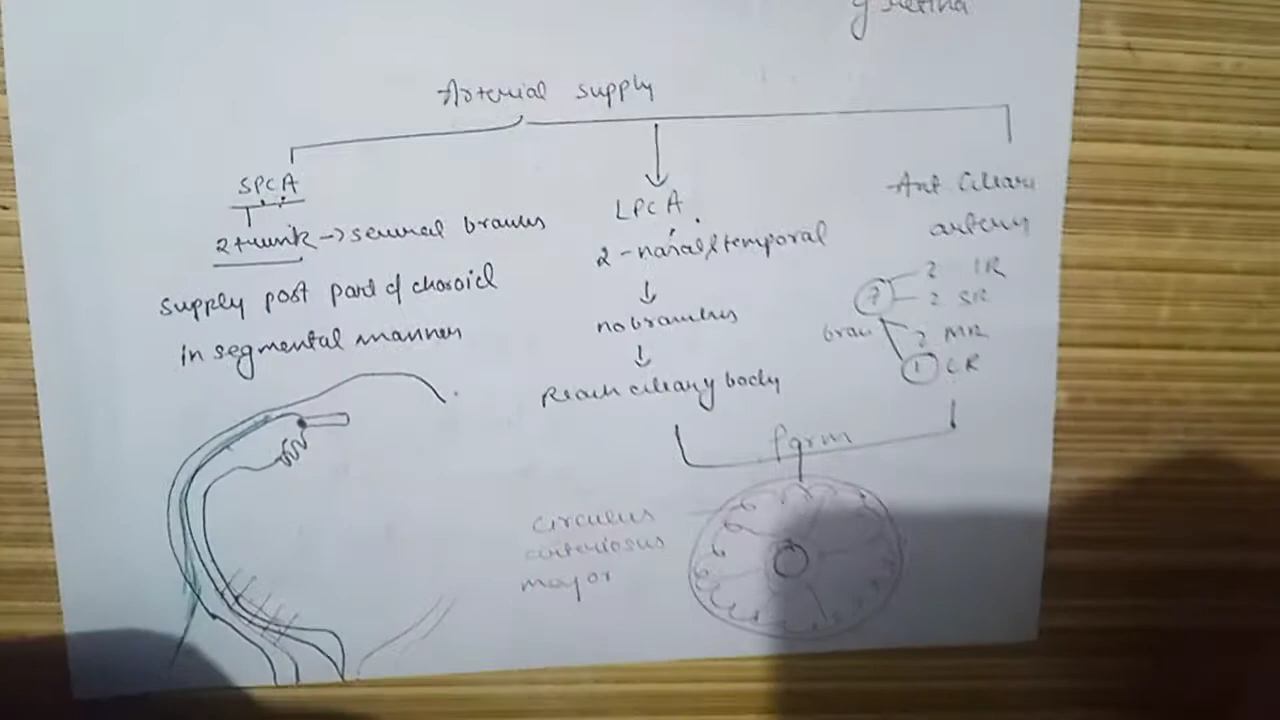 retina
Arterial supply
SPCA
2 trunk → several branches
supply post part of choroid
in segmental manner
LPCA
2 - nasal & temporal
↓
no branches
↓
Reach ciliary body
Ant Ciliary
artery
7
2 IR
2 SR
2 MR
1 LR
form
circulus
arteriosus
major